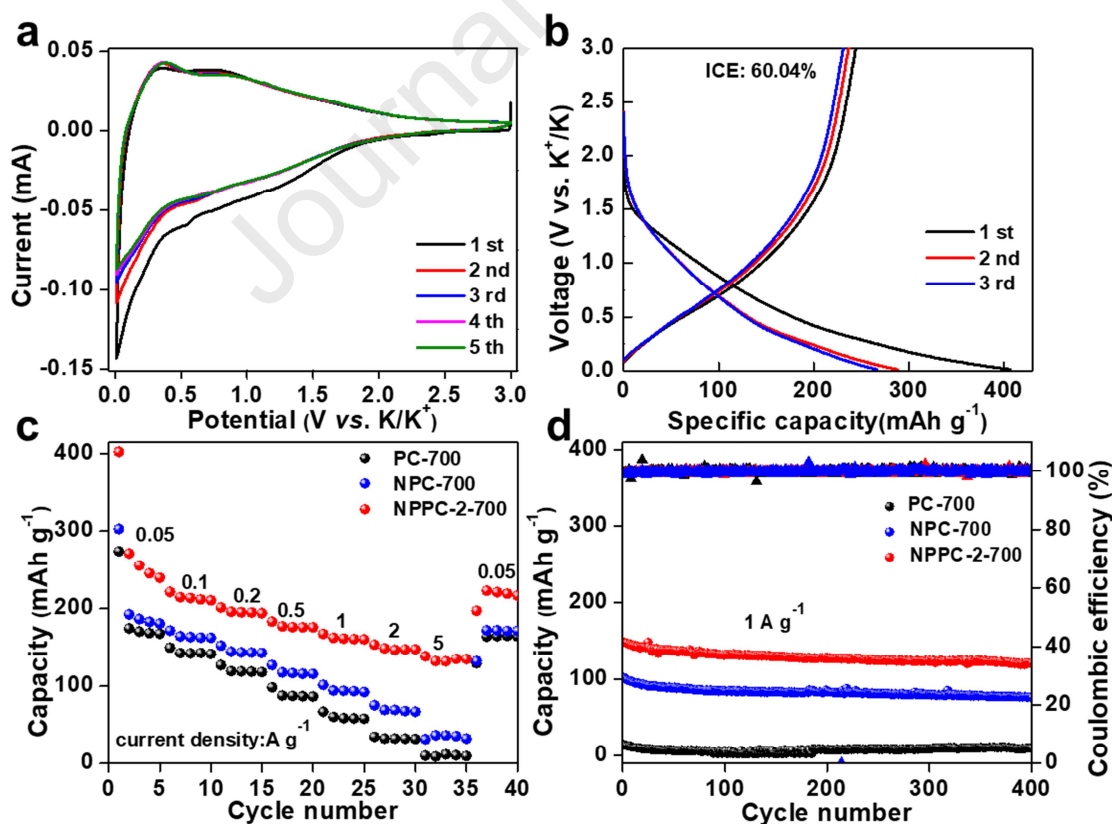 Journal
a
0.05
0.00
-0.05
-0.10
-0.15
Current (mA)
1 st
2 nd
3 rd
4 th
5 th
0.0 0.5 1.0 1.5 2.0 2.5 3.0
Potential (V vs. K/K⁺)
b
3.0
2.5
2.0
1.5
1.0
0.5
0.0
Voltage (V vs. K⁺/K)
ICE: 60.04%
1 st
2 nd
3 rd
0 100 200 300 400
Specific capacity(mAh g⁻¹)
c
400
300
200
100
0
Capacity (mAh g⁻¹)
PC-700
NPC-700
NPPC-2-700
0.05
0.1
0.2
0.5
1
2
5
0.05
current density:A g⁻¹
0 5 10 15 20 25 30 35 40
Cycle number
d
400
300
200
100
0
Capacity (mAh g⁻¹)
PC-700
NPC-700
NPPC-2-700
1 A g⁻¹
100
80
60
40
20
0
Coulombic efficiency (%)
0 100 200 300 400
Cycle number